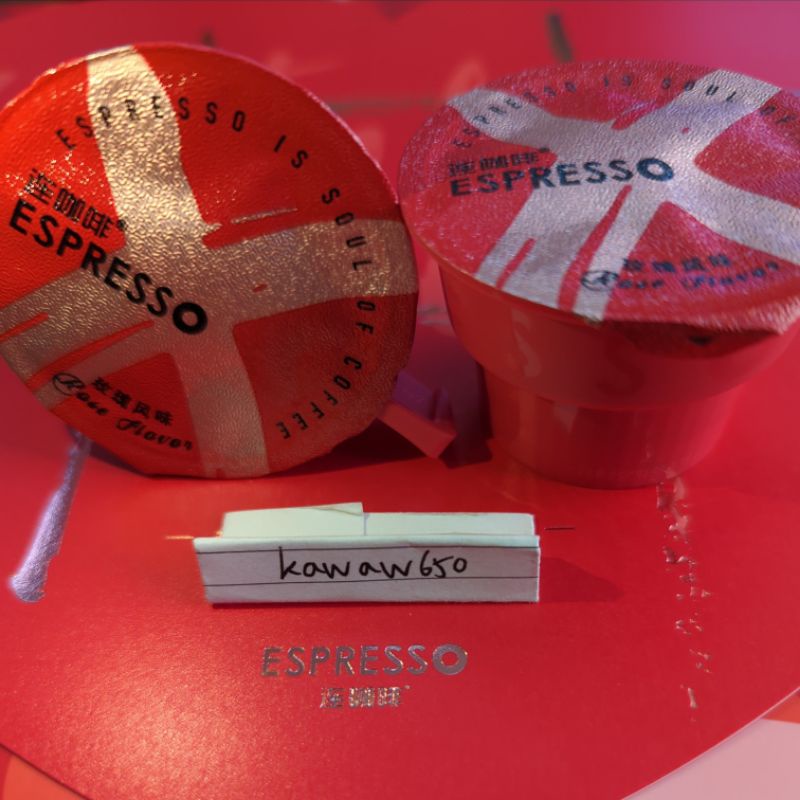 ESPRESSO IS SOUL OF COFFEE
连咖啡
ESPRESSO
玫瑰风味
Rose Flavor
ESPRESSO IS SOUL OF
连咖啡
ESPRESSO
玫瑰风味
Rose Flavor
kawaw650
ESPRESSO
连咖啡